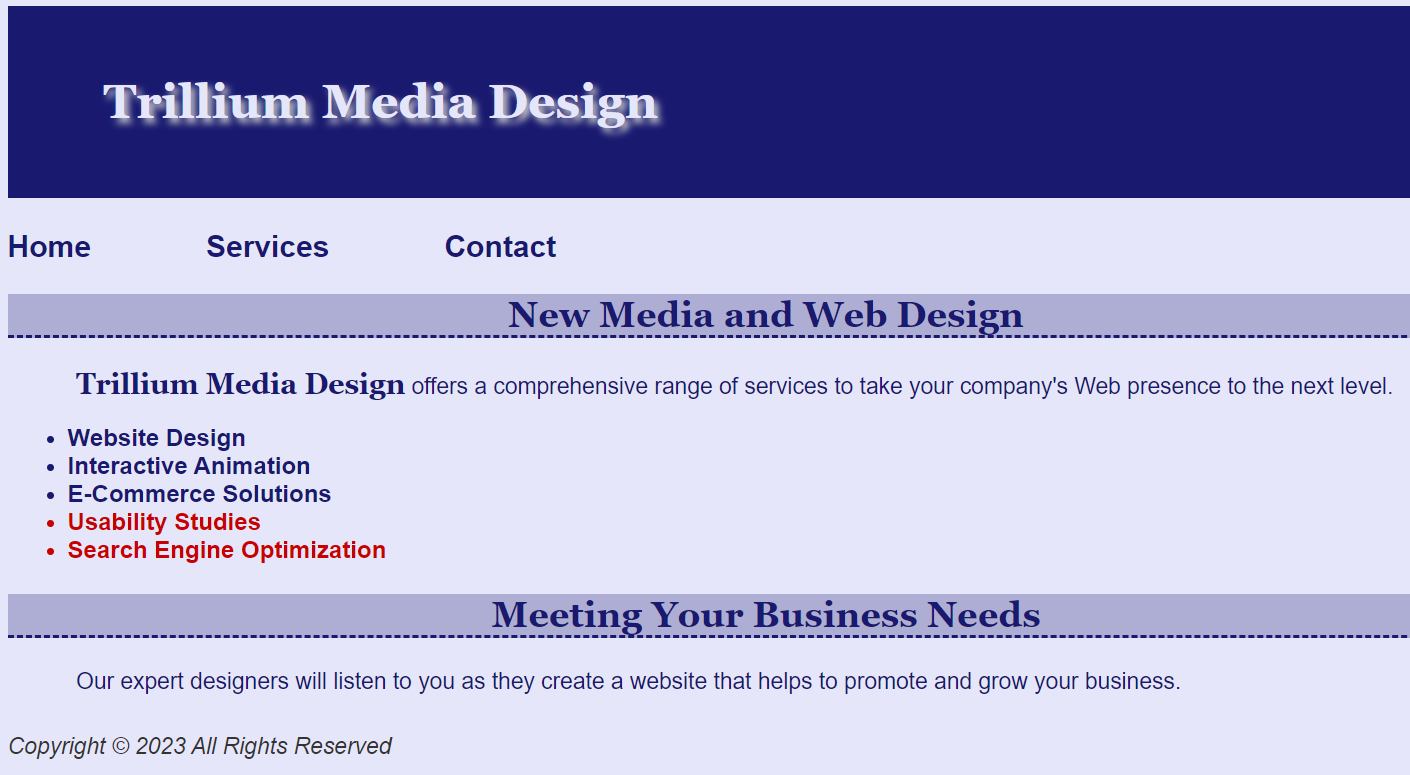 Trillium Media Design
Home Services Contact
New Media and Web Design
Trillium Media Design offers a comprehensive range of services to take your company's Web presence to the next level.
• Website Design
• Interactive Animation
• E-Commerce Solutions
• Usability Studies
• Search Engine Optimization
Meeting Your Business Needs
Our expert designers will listen to you as they create a website that helps to promote and grow your business.
Copyright © 2023 All Rights Reserved